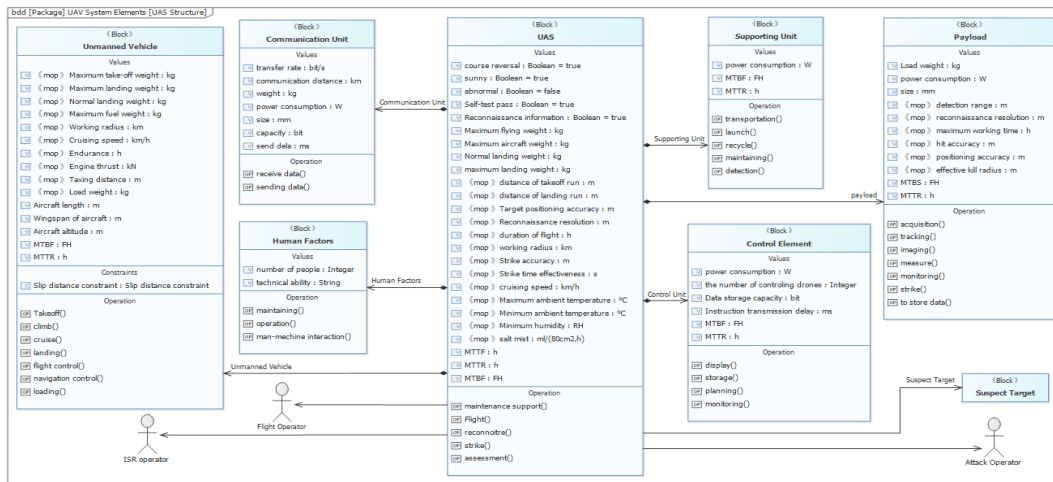 bdd [Package] UAV System Elements [UAS Structure]
《Block》
Unmanned Vehicle
Values
《mop》 Maximum take-off weight : kg
《mop》 Maximum landing weight : kg
《mop》 Normal landing weight : kg
《mop》 Maximum fuel weight : kg
《mop》 Working radius : km
《mop》 Cruising speed : km/h
《mop》 Endurance : h
《mop》 Engine thrust : kN
《mop》 Taxing distance : m
《mop》 Load weight : kg
Aircraft length : m
Wingspan of aircraft : m
Aircraft altitude : m
MTBF : FH
MTTR : h
Constraints
Slip distance constraint : Slip distance constraint
Operation
Takeoff()
climb()
cruise()
landing()
flight control()
navigation control()
loading()
《Block》
Communication Unit
Values
transfer rate : bit/s
communication distance : km
weight : kg
power consumption : W
size : mm
capacity : bit
send dela : ms
Operation
receive data()
sending data()
《Block》
Human Factors
Values
number of people : Integer
technical ability : String
Operation
maintaining()
operation()
man-mechine interaction()
Communication Unit
Human Factors
Unmanned Vehicle
Flight Operator
ISR operator
《Block》
UAS
Values
course reversal : Boolean = true
sunny : Boolean = true
abnormal : Boolean = false
Self-test pass : Boolean = true
Reconnaissance information : Boolean = true
Maximum flying weight : kg
Maximum aircraft weight : kg
Normal landing weight : kg
maximum landing weight : kg
《mop》 distance of takeoff run : m
《mop》 distance of landing run : m
《mop》 Target positioning accuracy : m
《mop》 Reconnaissance resolution : m
《mop》 duration of flight : h
《mop》 working radius : km
《mop》 Strike accuracy : m
《mop》 Strike time effectiveness : s
《mop》 cruising speed : km/h
《mop》 Maximum ambient temperature : °C
《mop》 Minimum ambient temperature : °C
《mop》 Minimum humidity : RH
《mop》 salt mist : ml/(80cm2.h)
MTTF : h
MTTR : h
MTBF : FH
Operation
maintenance support()
Flight()
reconnoitre()
strike()
assessment()
Supporting Unit
payload
Control Unit
Suspect Target
《Block》
Supporting Unit
Values
power consumption : W
MTBF : FH
MTTR : h
Operation
transportation()
launch()
recycle()
maintaining()
detection()
《Block》
Control Element
Values
power consumption : W
the number of controling drones : Integer
Data storage capacity : bit
Instruction transmission delay : ms
MTBF : FH
MTTR : h
Operation
display()
storage()
planning()
monitoring()
《Block》
Payload
Values
Load weight : kg
power consumption : W
size : mm
《mop》 detection range : m
《mop》 reconnaissance resolution : m
《mop》 maximum working time : h
《mop》 hit accuracy : m
《mop》 positioning accuracy : m
《mop》 effective kill radius : m
MTBS : FH
MTTR : h
Operation
acquisition()
tracking()
imaging()
measure()
monitoring()
strike()
to store data()
《Block》
Suspect Target
Attack Operator